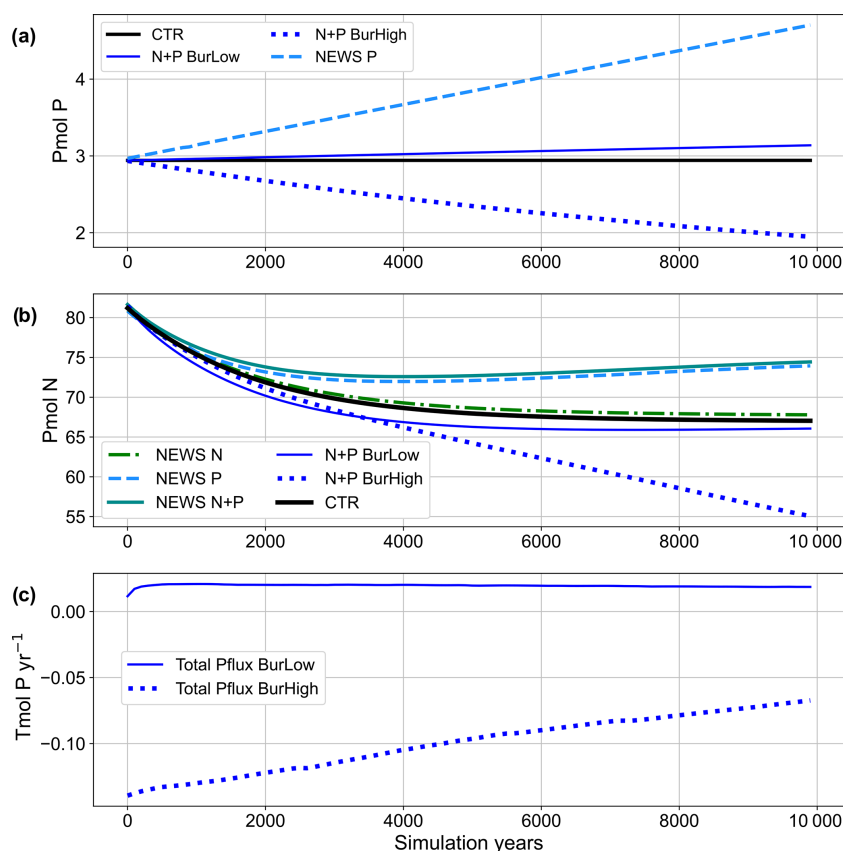 (a)
CTR
N+P BurLow
N+P BurHigh
NEWS P
Pmol P
4
3
2
0 2000 4000 6000 8000 10 000
(b)
80
75
70
65
60
55
Pmol N
NEWS N
NEWS P
NEWS N+P
N+P BurLow
N+P BurHigh
CTR
0 2000 4000 6000 8000 10 000
(c)
0.00
−0.05
−0.10
Tmol P yr⁻¹
Total Pflux BurLow
Total Pflux BurHigh
0 2000 4000 6000 8000 10 000
Simulation years